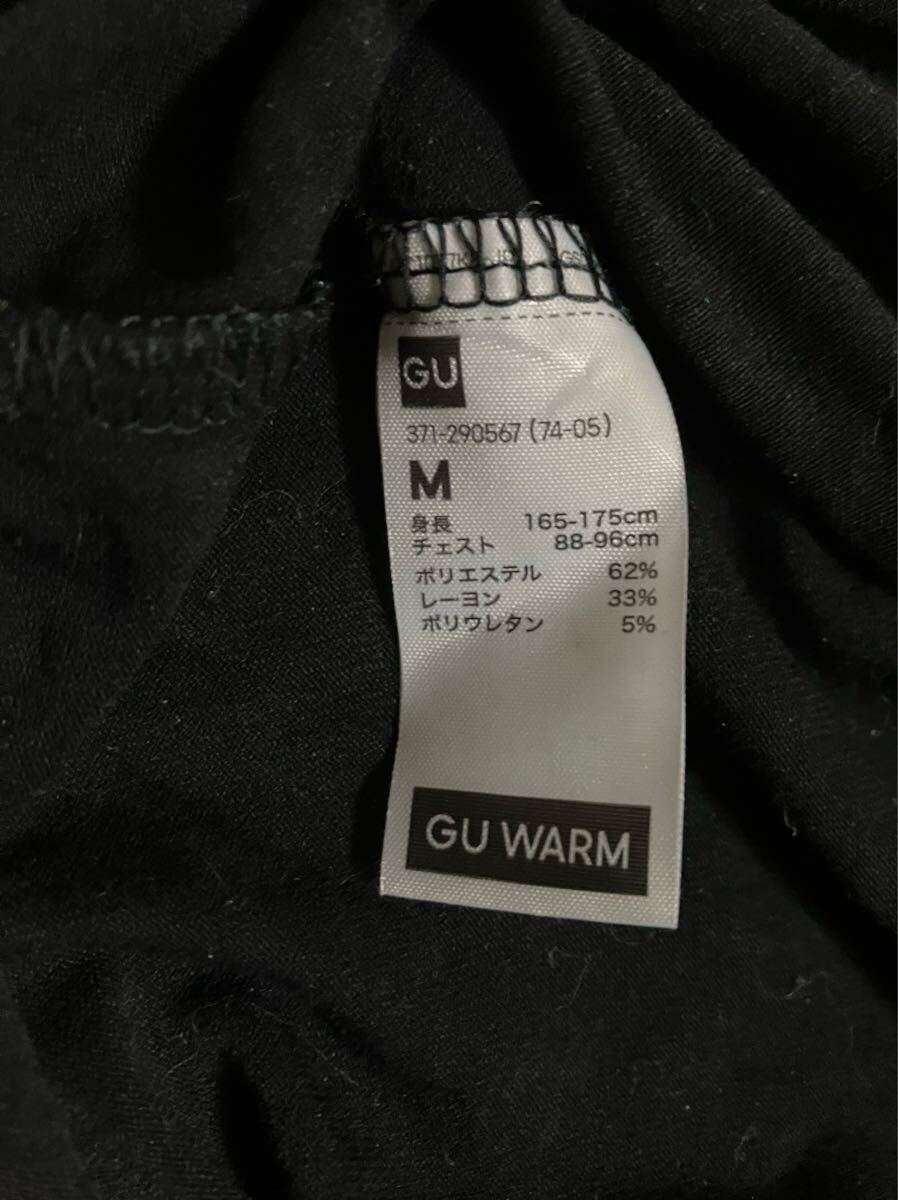 GU
371-290567 (74-05)
M
身長 165-175cm
チェスト 88-96cm
ポリエステル 62%
レーヨン 33%
ポリウレタン 5%
GU WARM